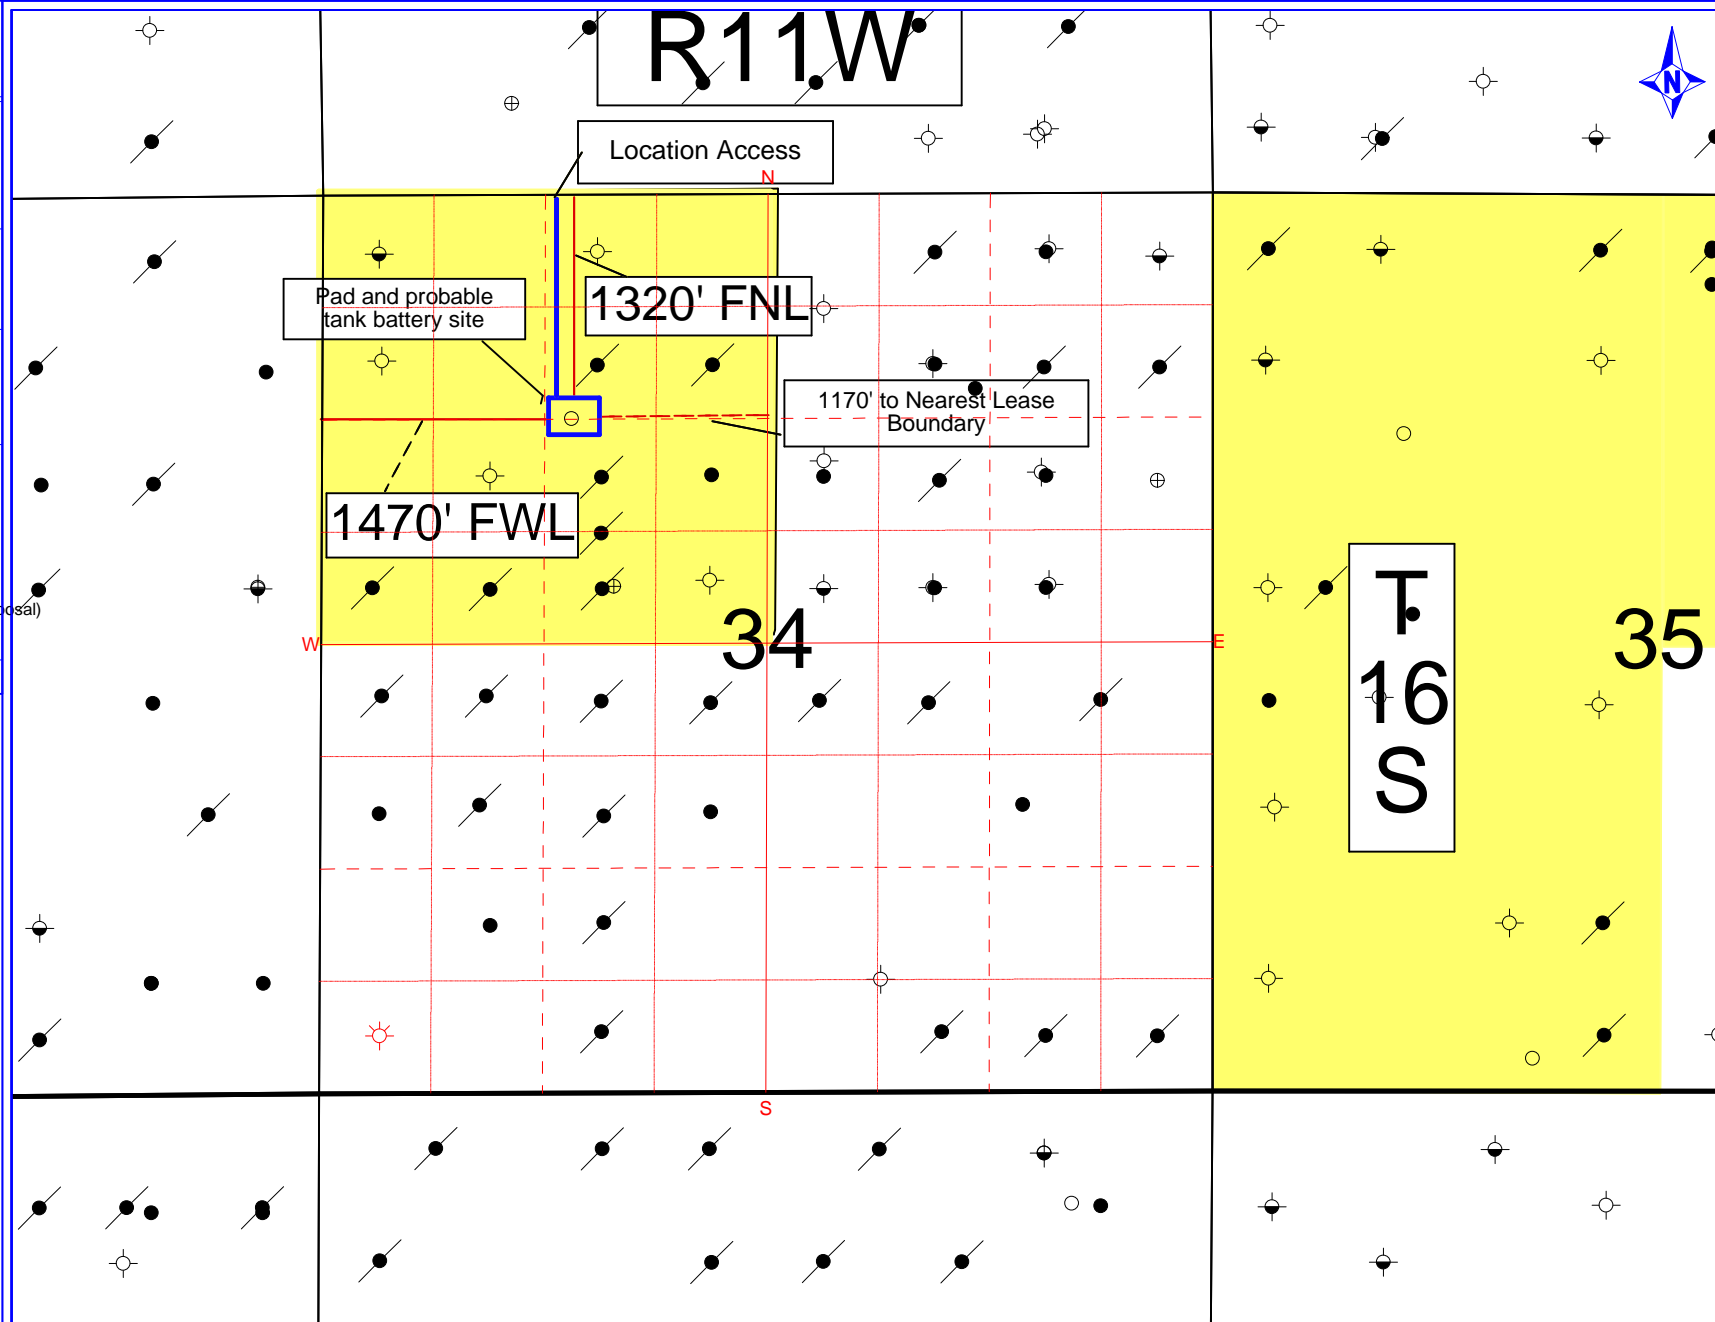 R11W
N
Location Access
N
Pad and probable
tank battery site
1320' FNL
1170' to Nearest Lease
Boundary
1470' FWL
osal)
34
W
E
T
16
S
35
S